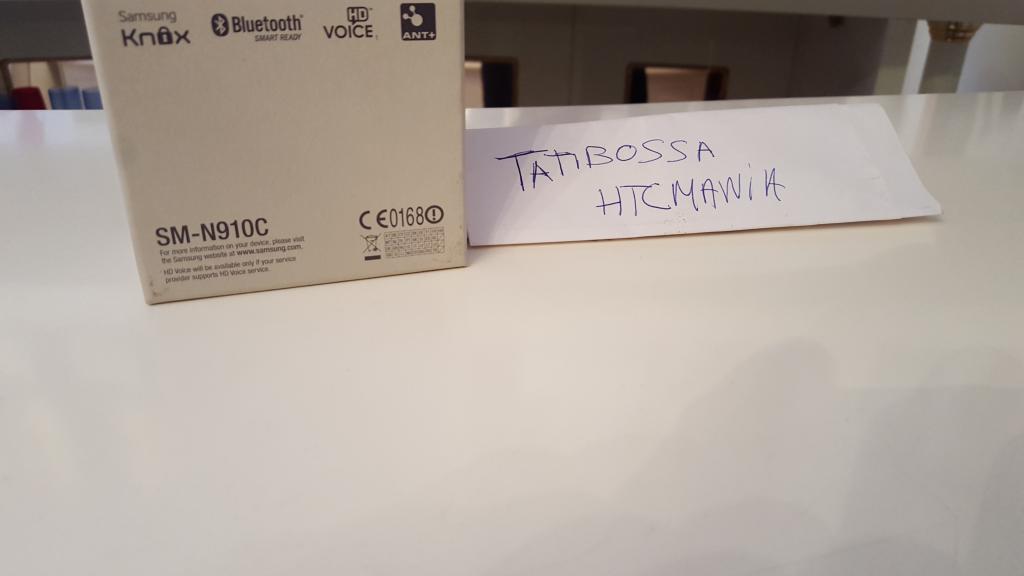 Samsung
Knox
Bluetooth®
SMART READY
HD™
VOICE
ANT+
SM-N910C
For more information on your device, please visit
the Samsung website at www.samsung.com.
* HD Voice will be available only if your service
provider supports HD Voice service.
CE0168
TATIBOSSA
HTCMANiA